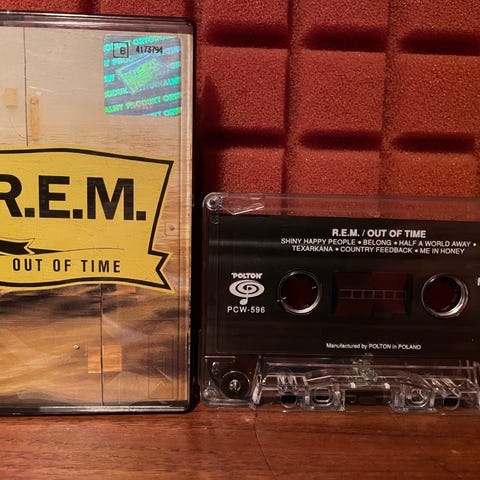 B 4173794
R.E.M.
OUT OF TIME
R.E.M. / OUT OF TIME
SHINY HAPPY PEOPLE • BELONG • HALF A WORLD AWAY •
TEXARKANA • COUNTRY FEEDBACK • ME IN HONEY
POLTON
PCW-596
Manufactured by POLTON in POLAND